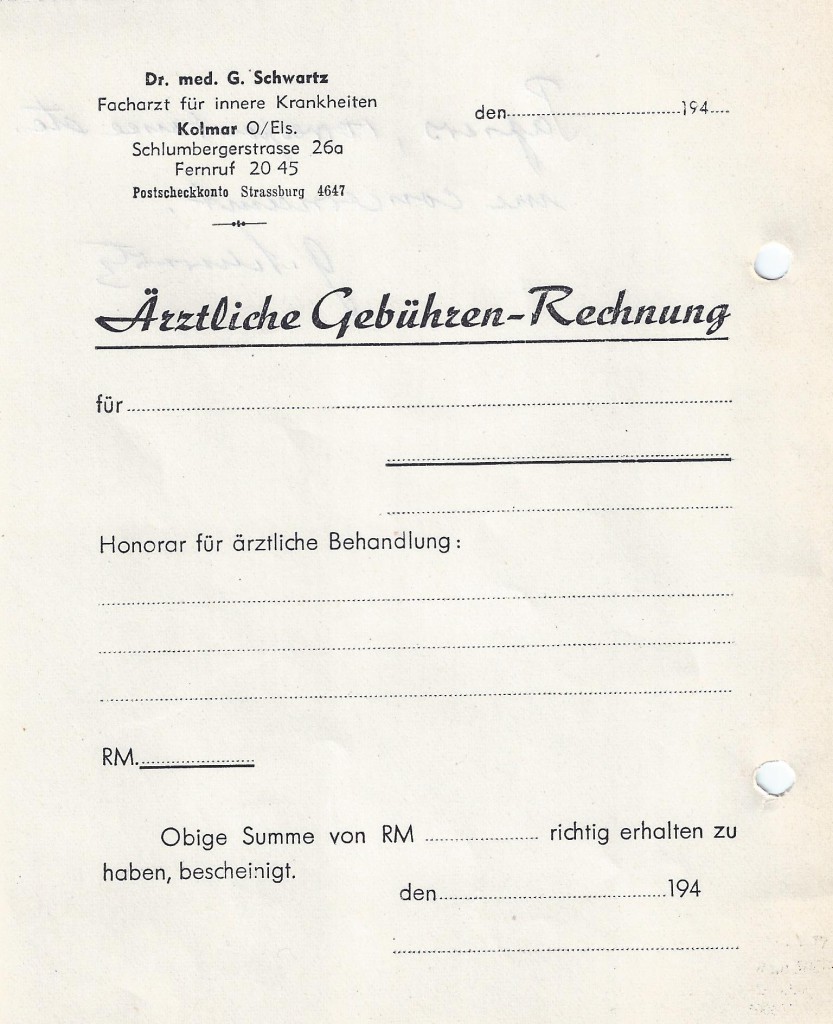 Dr. med. G. Schwartz
Facharzt für innere Krankheiten
Kolmar O/Els.
Schlumbergerstrasse 26a
Fernruf 20 45
Postscheckkonto Strassburg 4647
den 194
Ärztliche Gebühren-Rechnung
für
Honorar für ärztliche Behandlung:
RM.
Obige Summe von RM richtig erhalten zu
haben, bescheinigt.
den 194